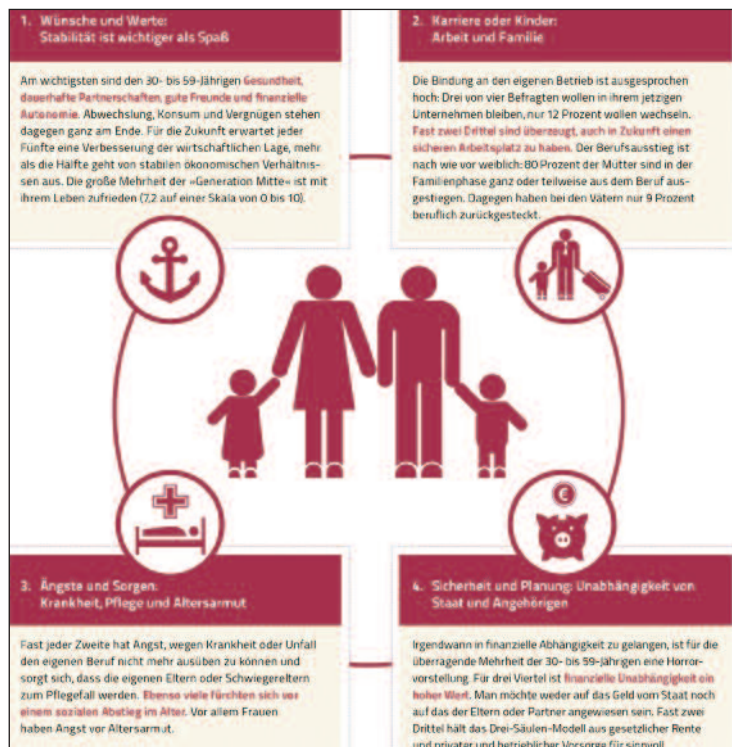 1. Wünsche und Werte:
Stabilität ist wichtiger als Spaß
Am wichtigsten sind den 30- bis 59-Jährigen Gesundheit,
dauerhafte Partnerschaften, gute Freunde und finanzielle
Autonomie. Abwechslung, Konsum und Vergnügen stehen
dagegen ganz am Ende. Für die Zukunft erwartet jeder
Fünfte eine Verbesserung der wirtschaftlichen Lage, mehr
als die Hälfte geht von stabilen ökonomischen Verhältnis-
sen aus. Die große Mehrheit der »Generation Mitte« ist mit
ihrem Leben zufrieden (7,2 auf einer Skala von 0 bis 10).
2. Karriere oder Kinder:
Arbeit und Familie
Die Bindung an den eigenen Betrieb ist ausgesprochen
hoch: Drei von vier Befragten wollen in ihrem jetzigen
Unternehmen bleiben, nur 12 Prozent wollen wechseln.
Fast zwei Drittel sind überzeugt, auch in Zukunft einen
sicheren Arbeitsplatz zu haben. Der Berufsausstieg ist
nach wie vor weiblich: 80 Prozent der Mütter sind in der
Familienphase ganz oder teilweise aus dem Beruf aus-
gestiegen. Dagegen haben bei den Vätern nur 9 Prozent
beruflich zurückgesteckt.
€
3. Ängste und Sorgen:
Krankheit, Pflege und Altersarmut
Fast jeder Zweite hat Angst, wegen Krankheit oder Unfall
den eigenen Beruf nicht mehr ausüben zu können und
sorgt sich, dass die eigenen Eltern oder Schwiegereltern
zum Pflegefall werden. Ebenso viele fürchten sich vor
einem sozialen Abstieg im Alter. Vor allem Frauen
haben Angst vor Altersarmut.
4. Sicherheit und Planung: Unabhängigkeit von
Staat und Angehörigen
Irgendwann in finanzielle Abhängigkeit zu gelangen, ist für die
überragende Mehrheit der 30- bis 59-Jährigen eine Horror-
vorstellung. Für drei Viertel ist finanzielle Unabhängigkeit ein
hoher Wert. Man möchte weder auf das Geld vom Staat noch
auf das der Eltern oder Partner angewiesen sein. Fast zwei
Drittel hält das Drei-Säulen-Modell aus gesetzlicher Rente
und privater und betrieblicher Vorsorge für sinnvoll